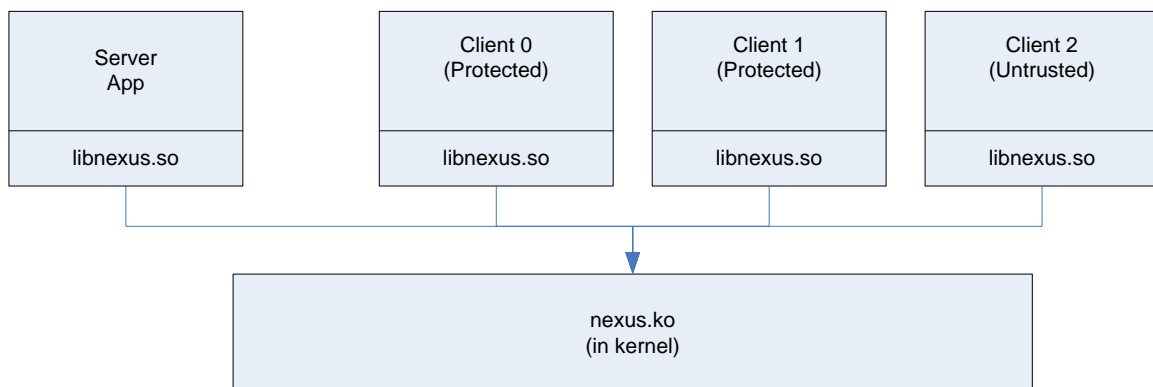 Server
App
Client 0
(Protected)
Client 1
(Protected)
Client 2
(Untrusted)
libnexus.so
libnexus.so
libnexus.so
libnexus.so
nexus.ko
(in kernel)